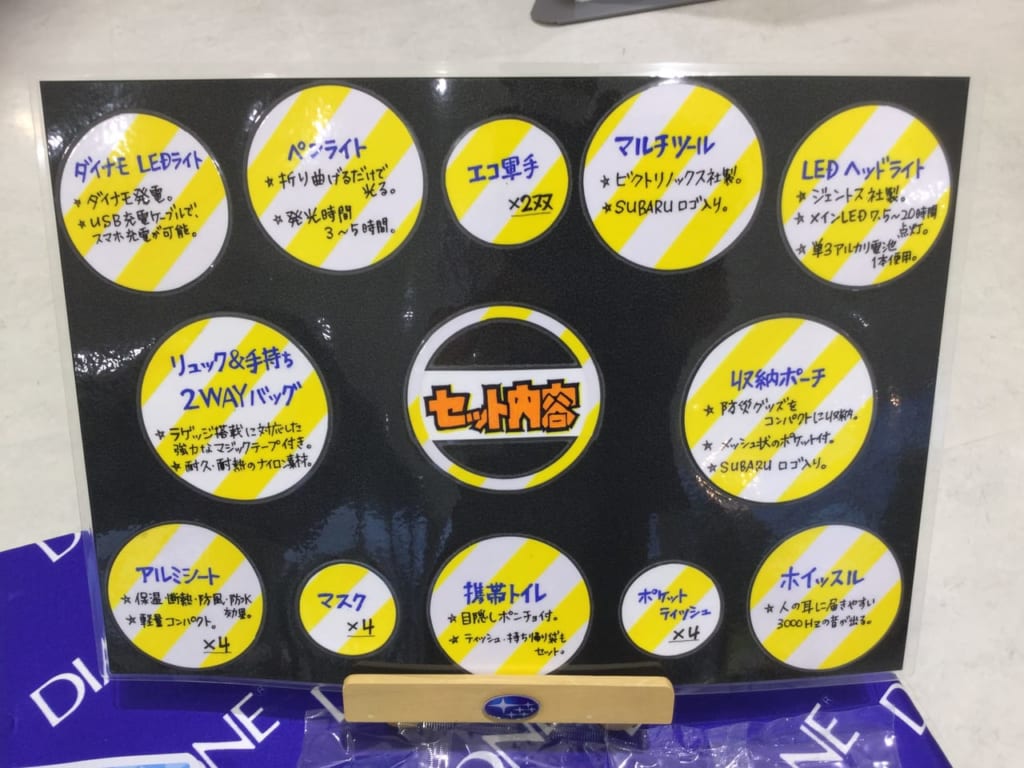 ダイナモ LEDライト
★ダイナモ発電。
★USB充電ケーブルで、
スマホ充電が可能。
ペンライト
★折り曲げるだけで
光る。
★発光時間
3～5時間。
エコ軍手
×2双
マルチツール
★ビクトリノックス社製。
★SUBARU ロゴ入り。
LED ヘッドライト
★ジェントス社製。
★メインLED 7.5～20時間
点灯。
★単3アルカリ電池
1本使用。
リュック&手持ち
2WAYバッグ
★ラゲッジ搭載に対応した
強力なマジックテープ付き。
★耐久・耐熱のナイロン素材。
セット内容
収納ポーチ
★防災グッズを
コンパクトに収納。
★メッシュ状のポケット付。
★SUBARU ロゴ入り。
アルミシート
★保温・断熱・防風・防水
効果。
★軽量コンパクト。
×4
マスク
×4
携帯トイレ
★目隠しポンチョ付。
★ティッシュ・持ち帰り袋も
セット。
ポケット
ティッシュ
×4
ホイッスル
★人の耳に届きやすい
3000Hzの音が出る。